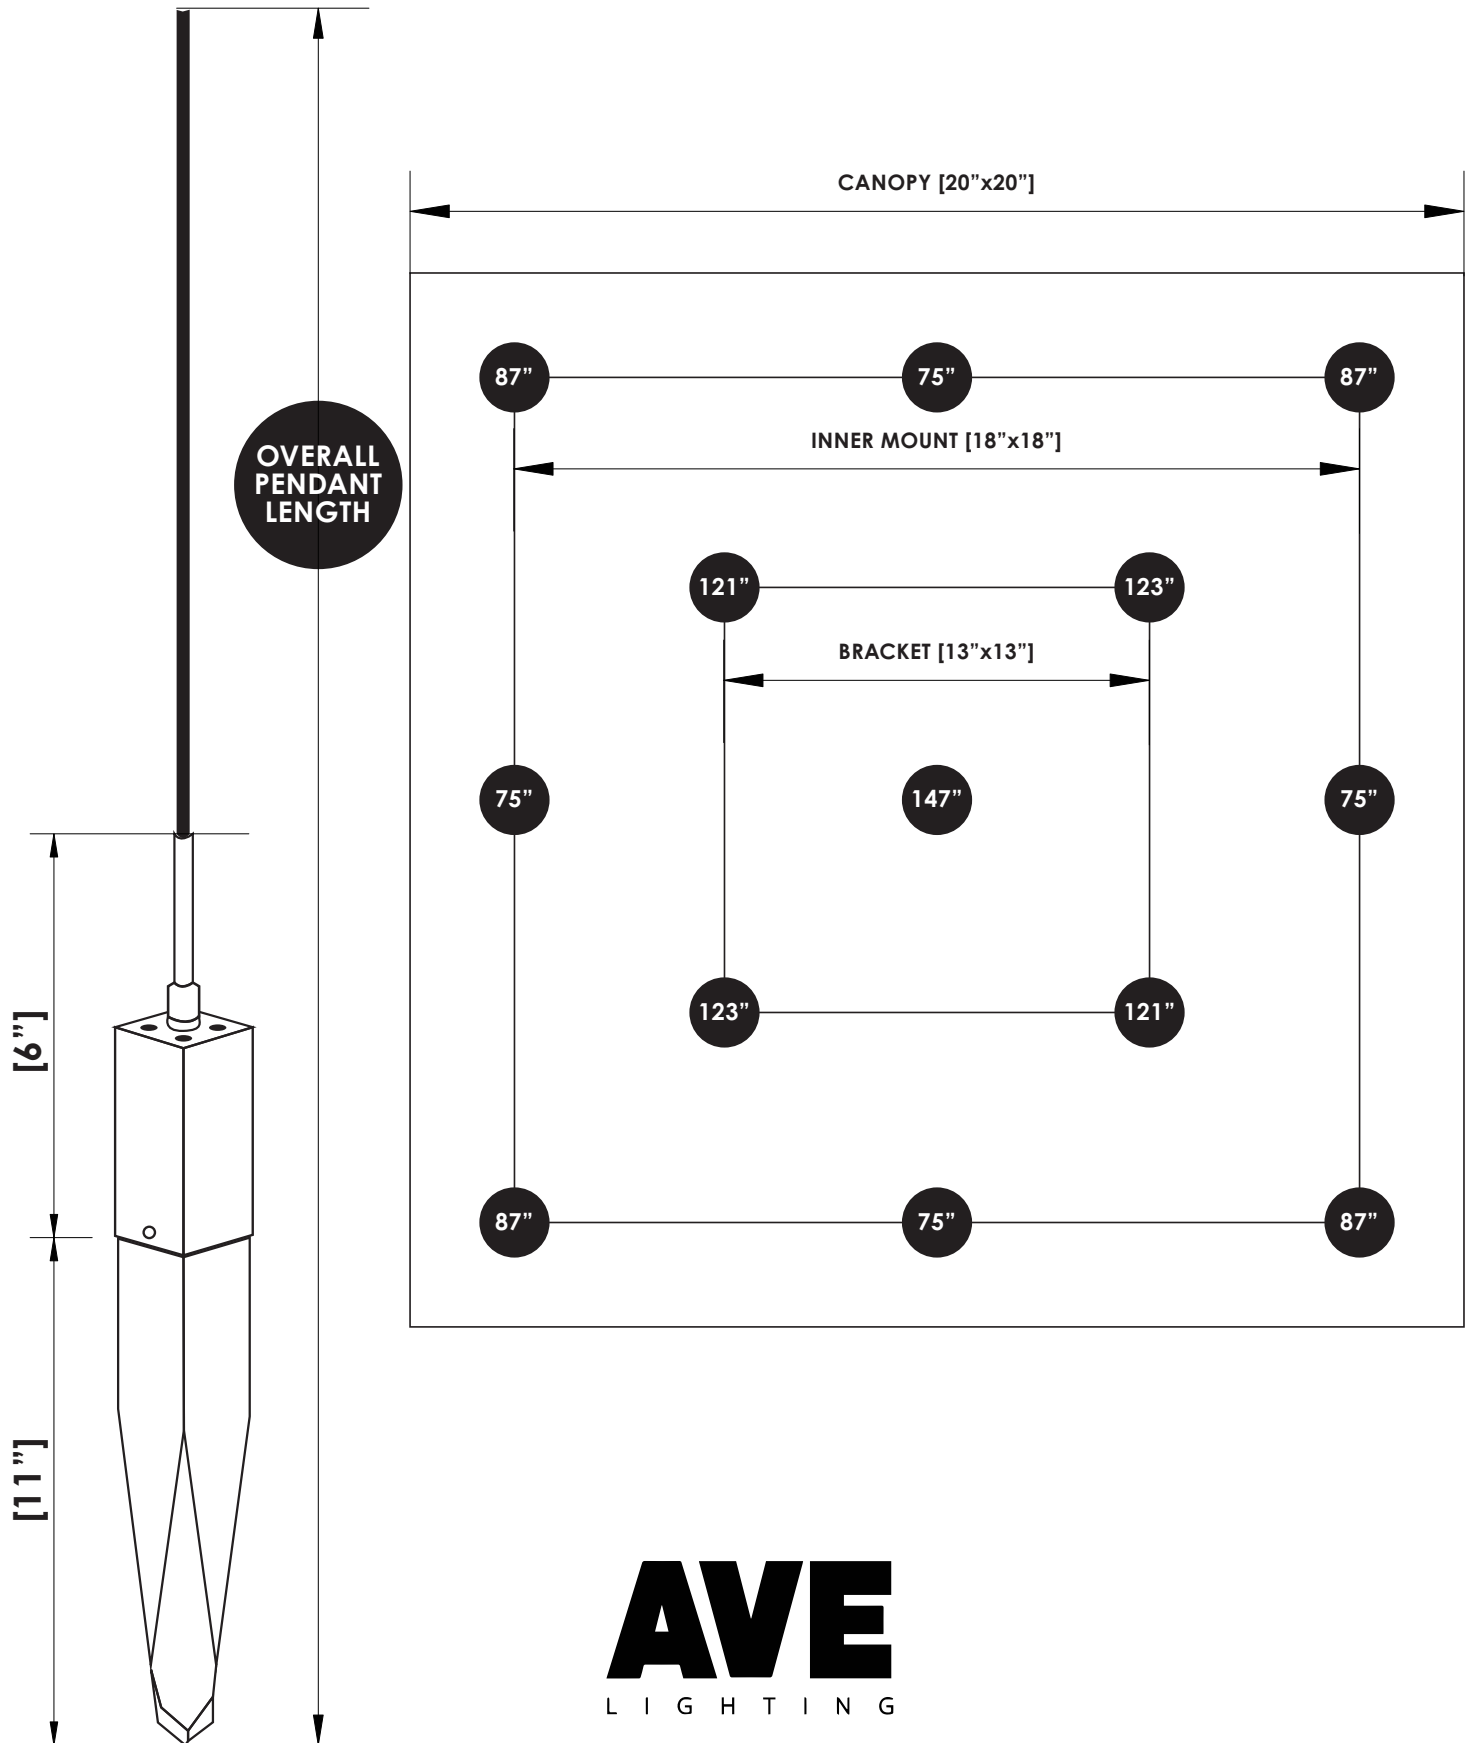 CANOPY [20”x20”]
87” 75” 87”
INNER MOUNT [18”x18”]
OVERALL
PENDANT
LENGTH
121” 123”
BRACKET [13”x13”]
75” 147” 75”
123” 121”
[6”]
87” 75” 87”
[11”]
AVE
LIGHTING